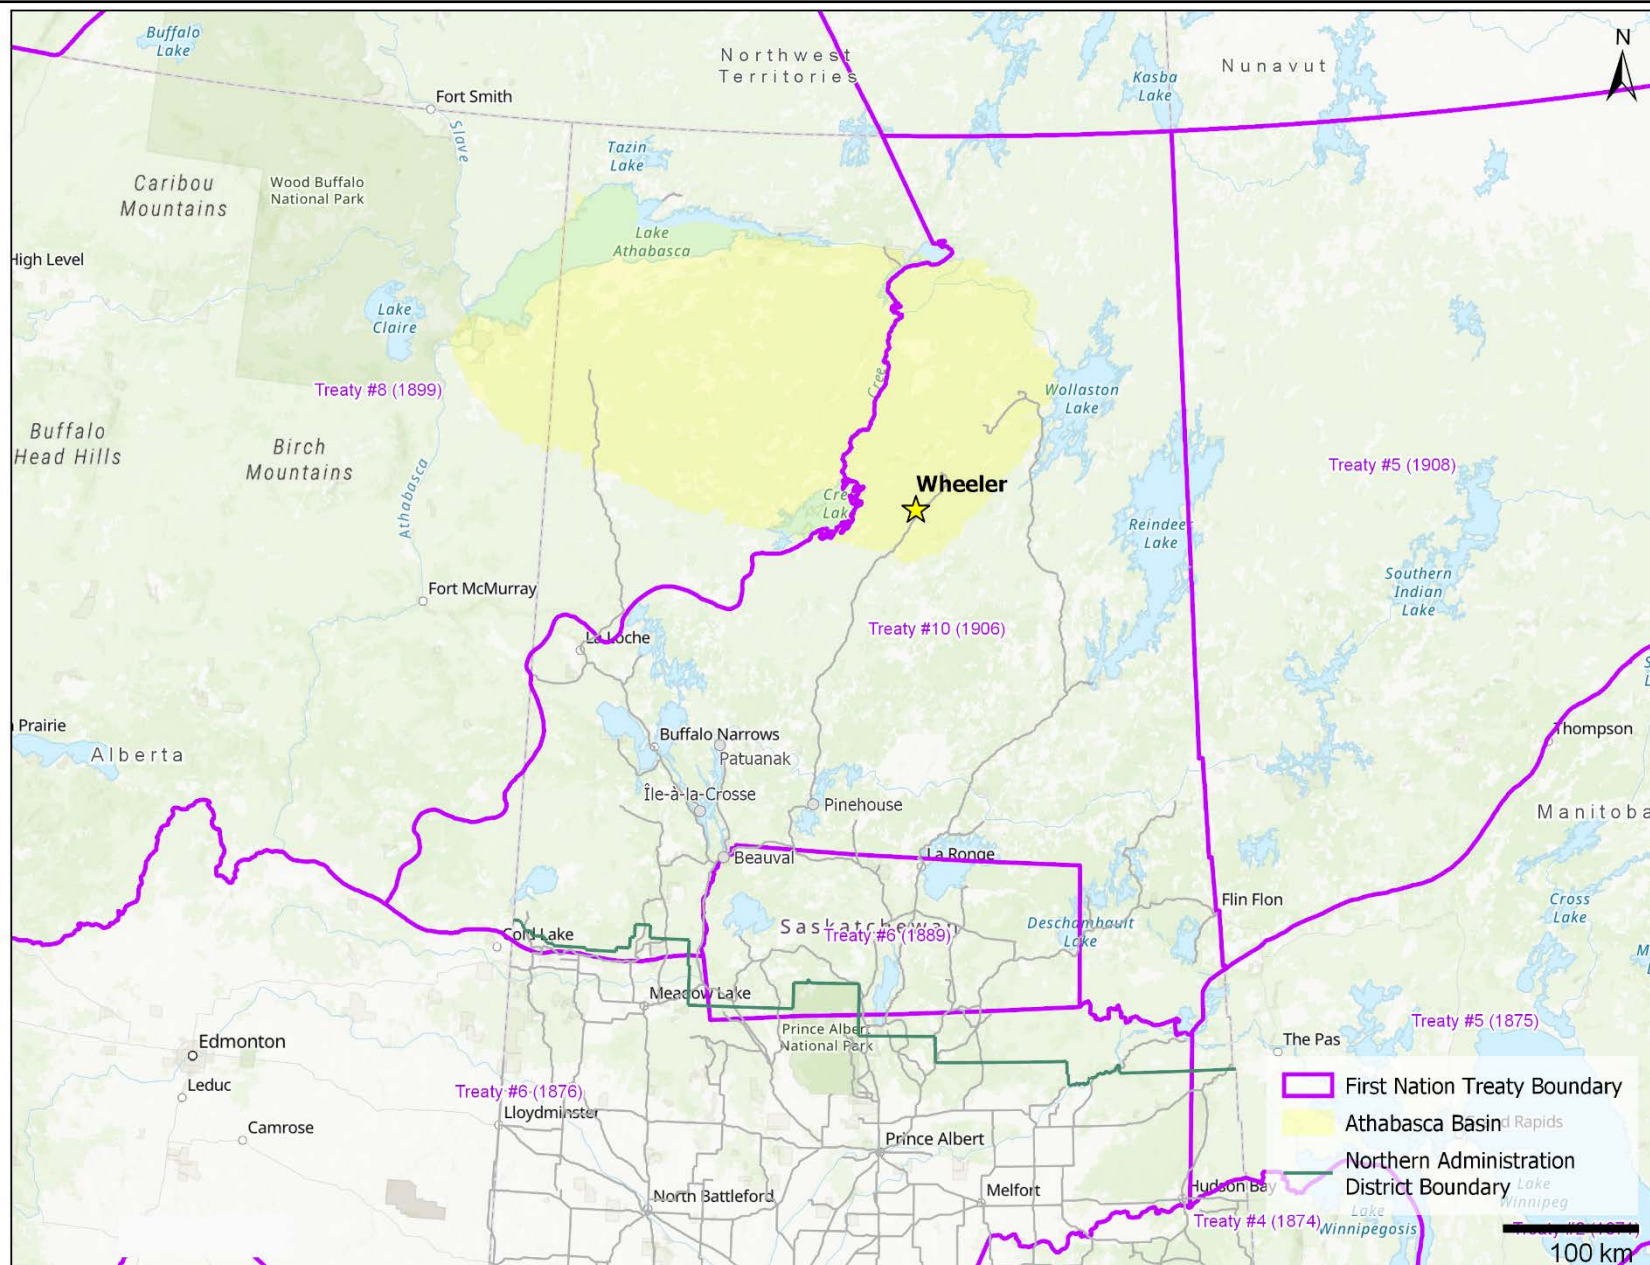 Buffalo
Lake
Northwest
Territories
Kasba
Lake
Nunavut
N
Fort Smith
Slave
Tazin
Lake
Caribou
Mountains
Wood Buffalo
National Park
Lake
Athabasca
High Level
Lake
Claire
Treaty #8 (1899)
Cree
Wollaston
Lake
Buffalo
Head Hills
Birch
Mountains
Athabasca
Treaty #5 (1908)
Wheeler
Cree
Lake
Reindeer
Lake
Southern
Indian
Lake
Fort McMurray
La Loche
Treaty #10 (1906)
Prairie
Alberta
Buffalo Narrows
Patuanak
Thompson
Île-à-la-Crosse
Pinehouse
Manitoba
Beauval
La Ronge
Flin Flon
Cross
Lake
Saskatchewan
Treaty #6 (1889)
Deschambault
Lake
Cold Lake
Meadow Lake
Treaty #5 (1875)
Prince Albert
National Park
Edmonton
The Pas
Leduc
Treaty #6 (1876)
Lloydminster
Camrose
Prince Albert
North Battleford
Melfort
Hudson Bay
Treaty #4 (1874)
First Nation Treaty Boundary
Athabasca Basin
d Rapids
Northern Administration
District Boundary
Lake
Winnipeg
Lake
Winnipegosis
100 km